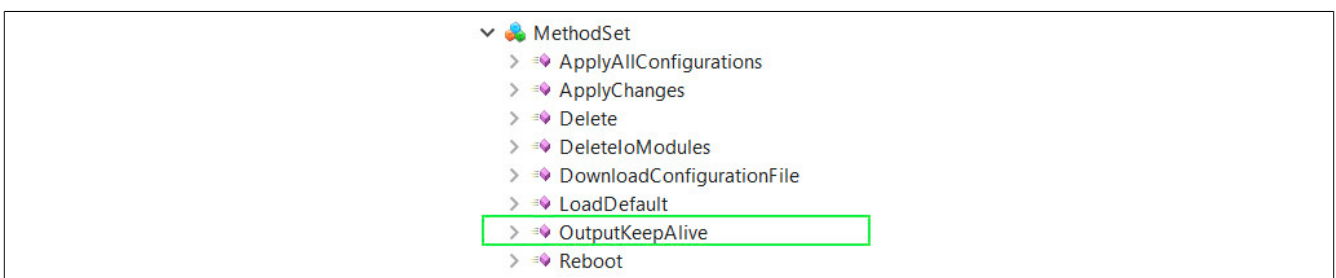 MethodSet
ApplyAllConfigurations
ApplyChanges
Delete
DeleteIoModules
DownloadConfigurationFile
LoadDefault
OutputKeepAlive
Reboot